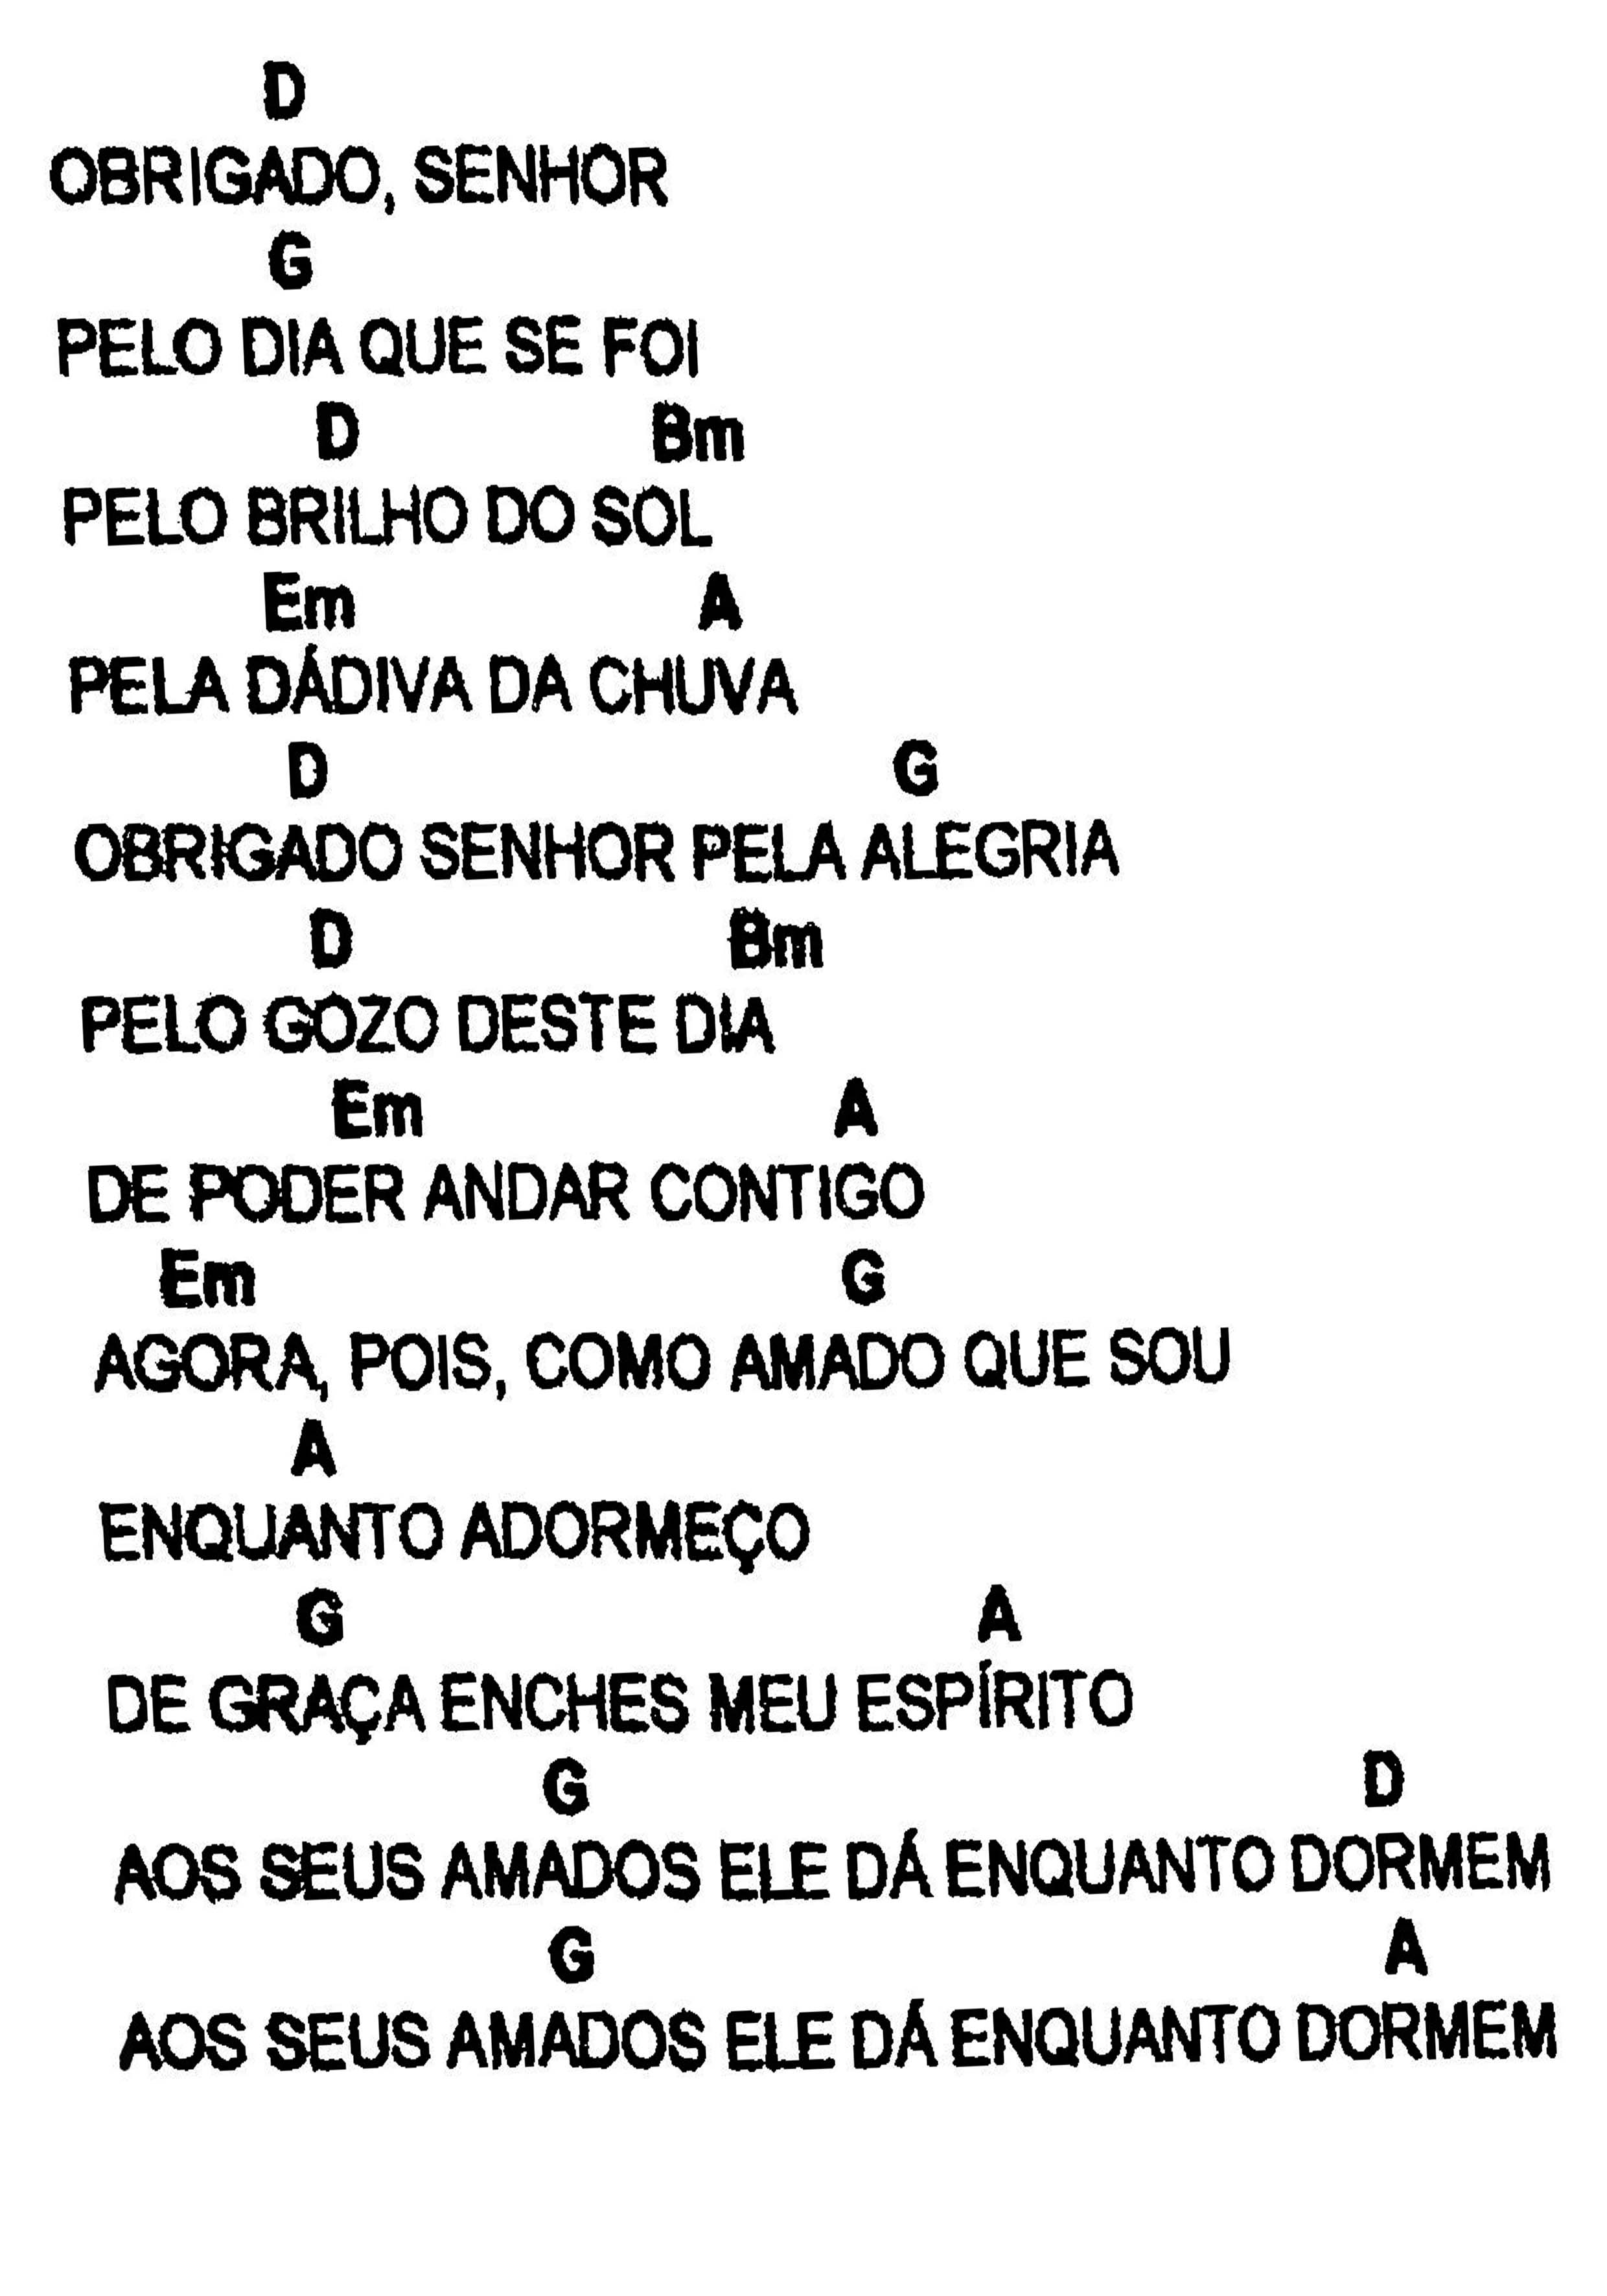 D
OBRIGADO, SENHOR
G
PELO DIA QUE SE FOI
D Bm
PELO BRILHO DO SOL
Em A
PELA DÁDIVA DA CHUVA
D G
OBRIGADO SENHOR PELA ALEGRIA
D Bm
PELO GOZO DESTE DIA
Em A
DE PODER ANDAR CONTIGO
Em G
AGORA, POIS, COMO AMADO QUE SOU
A
ENQUANTO ADORMEÇO
G A
DE GRAÇA ENCHES MEU ESPÍRITO
G D
AOS SEUS AMADOS ELE DÁ ENQUANTO DORMEM
G A
AOS SEUS AMADOS ELE DÁ ENQUANTO DORMEM